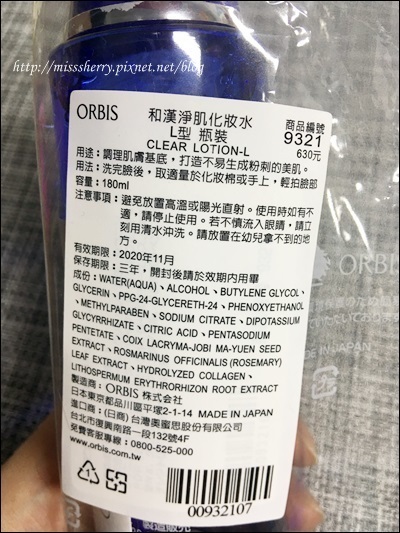 http://misssherry.pixnet.net/blog
ORBIS
和漢淨肌化妝水
L型 瓶裝
CLEAR LOTION-L
商品編號
9321
630元
用途：調理肌膚基底，打造不易生成粉刺的美肌。
用法：洗完臉後，取適量於化妝棉或手上，輕拍臉部
容量：180ml
注意事項：避免放置高溫或陽光直射。使用時如有不
適，請停止使用。若不慎流入眼睛，請立
刻用清水沖洗。請放置在幼兒拿不到的地
方。
有效期限：2020年11月
保存期限：三年，開封後請於效期內用畢
成份：WATER(AQUA)、ALCOHOL、BUTYLENE GLYCOL、
GLYCERIN、PPG-24-GLYCERETH-24、PHENOXYETHANOL
、METHYLPARABEN、SODIUM CITRATE、DIPOTASSIUM
GLYCYRRHIZATE、CITRIC ACID、PENTASODIUM
PENTETATE、COIX LACRYMA-JOBI MA-YUEN SEED
EXTRACT、ROSMARINUS OFFICINALIS (ROSEMARY)
LEAF EXTRACT、HYDROLYZED COLLAGEN、
LITHOSPERMUM ERYTHRORHIZON ROOT EXTRACT
製造商：ORBIS 株式会社
日本東京都品川區平塚2-1-14 MADE IN JAPAN
進口商：(日商) 台灣奧蜜思股份有限公司
台北市復興南路一段132號4F
免費客服專線：0800-525-000
www.orbis.com.tw
00932107
ORBIS
JAPAN